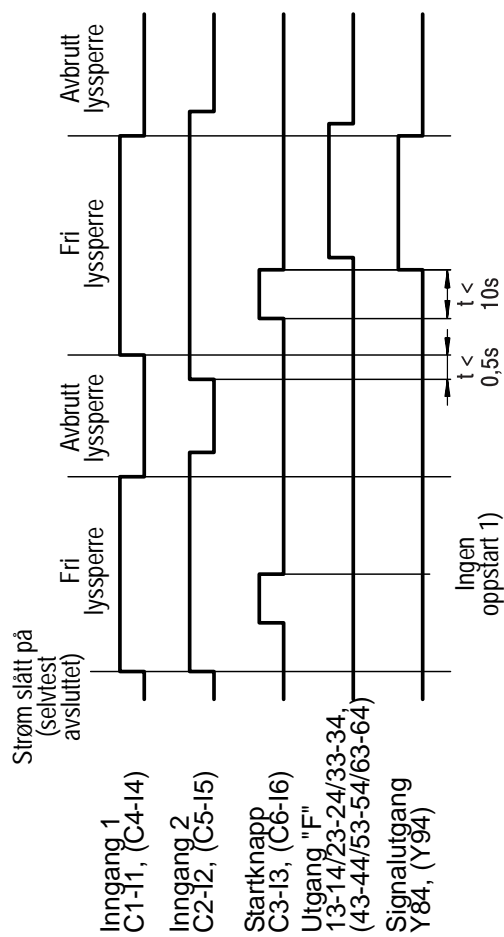 Strøm slått på
(selvtest
avsluttet)
Fri
lyssperre
Avbrutt
lyssperre
Fri
lyssperre
Avbrutt
lyssperre
Inngang 1
C1-I1, (C4-I4)
Inngang 2
C2-I2, (C5-I5)
Startknapp
C3-I3, (C6-I6)
Utgang "F"
13-14/23-24/33-34,
(43-44/53-54/63-64)
Signalutgang
Y84, (Y94)
Ingen
oppstart 1)
t <
0,5s
t <
10s